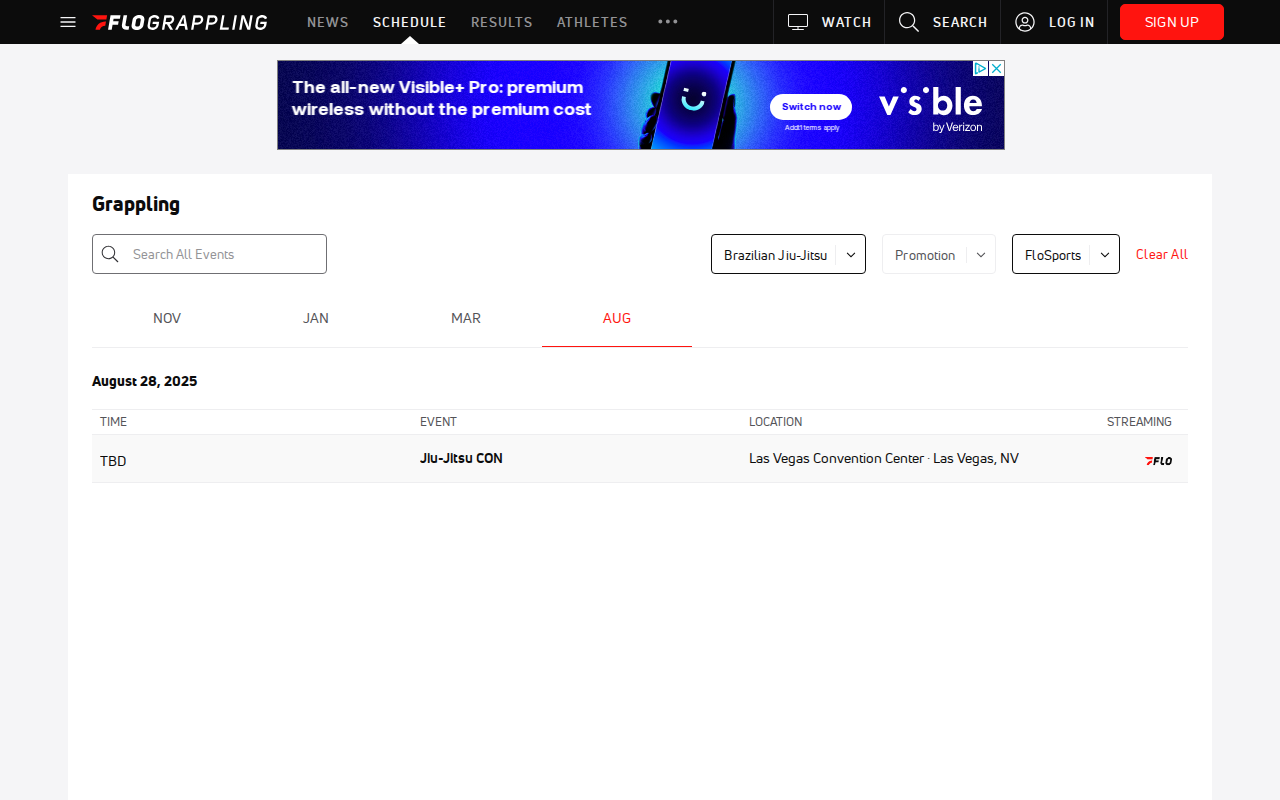 FLOGRAPPLING NEWS SCHEDULE RESULTS ATHLETES WATCH SEARCH LOG IN SIGN UP
The all-new Visible+ Pro: premium
wireless without the premium cost
Switch now
Addt'l terms apply
visible
by Verizon
Grappling
Search All Events Brazilian Jiu-Jitsu Promotion FloSports Clear All
NOV JAN MAR AUG
August 28, 2025
TIME EVENT LOCATION STREAMING
TBD Jiu-Jitsu CON Las Vegas Convention Center · Las Vegas, NV FLO